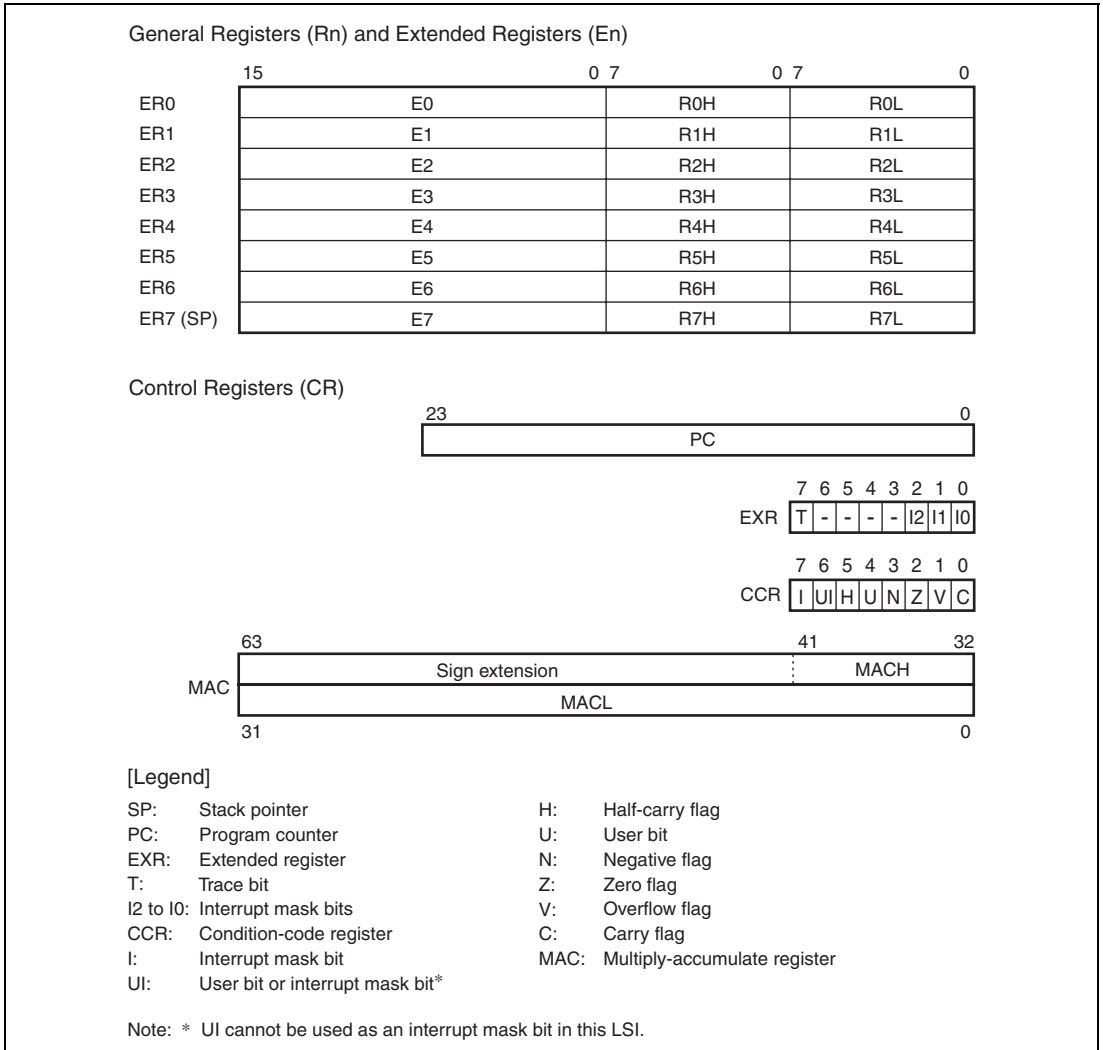 General Registers (Rn) and Extended Registers (En)
15 0 7 0 7 0
ER0 E0 R0H R0L
ER1 E1 R1H R1L
ER2 E2 R2H R2L
ER3 E3 R3H R3L
ER4 E4 R4H R4L
ER5 E5 R5H R5L
ER6 E6 R6H R6L
ER7 (SP) E7 R7H R7L
Control Registers (CR)
23 0
PC
7 6 5 4 3 2 1 0
EXR T - - - - I2 I1 I0
7 6 5 4 3 2 1 0
CCR I UI H U N Z V C
63 41 32
Sign extension MACH
MAC
MACL
31 0
[Legend]
SP: Stack pointer
PC: Program counter
EXR: Extended register
T: Trace bit
I2 to I0: Interrupt mask bits
CCR: Condition-code register
I: Interrupt mask bit
UI: User bit or interrupt mask bit*
H: Half-carry flag
U: User bit
N: Negative flag
Z: Zero flag
V: Overflow flag
C: Carry flag
MAC: Multiply-accumulate register
Note: * UI cannot be used as an interrupt mask bit in this LSI.